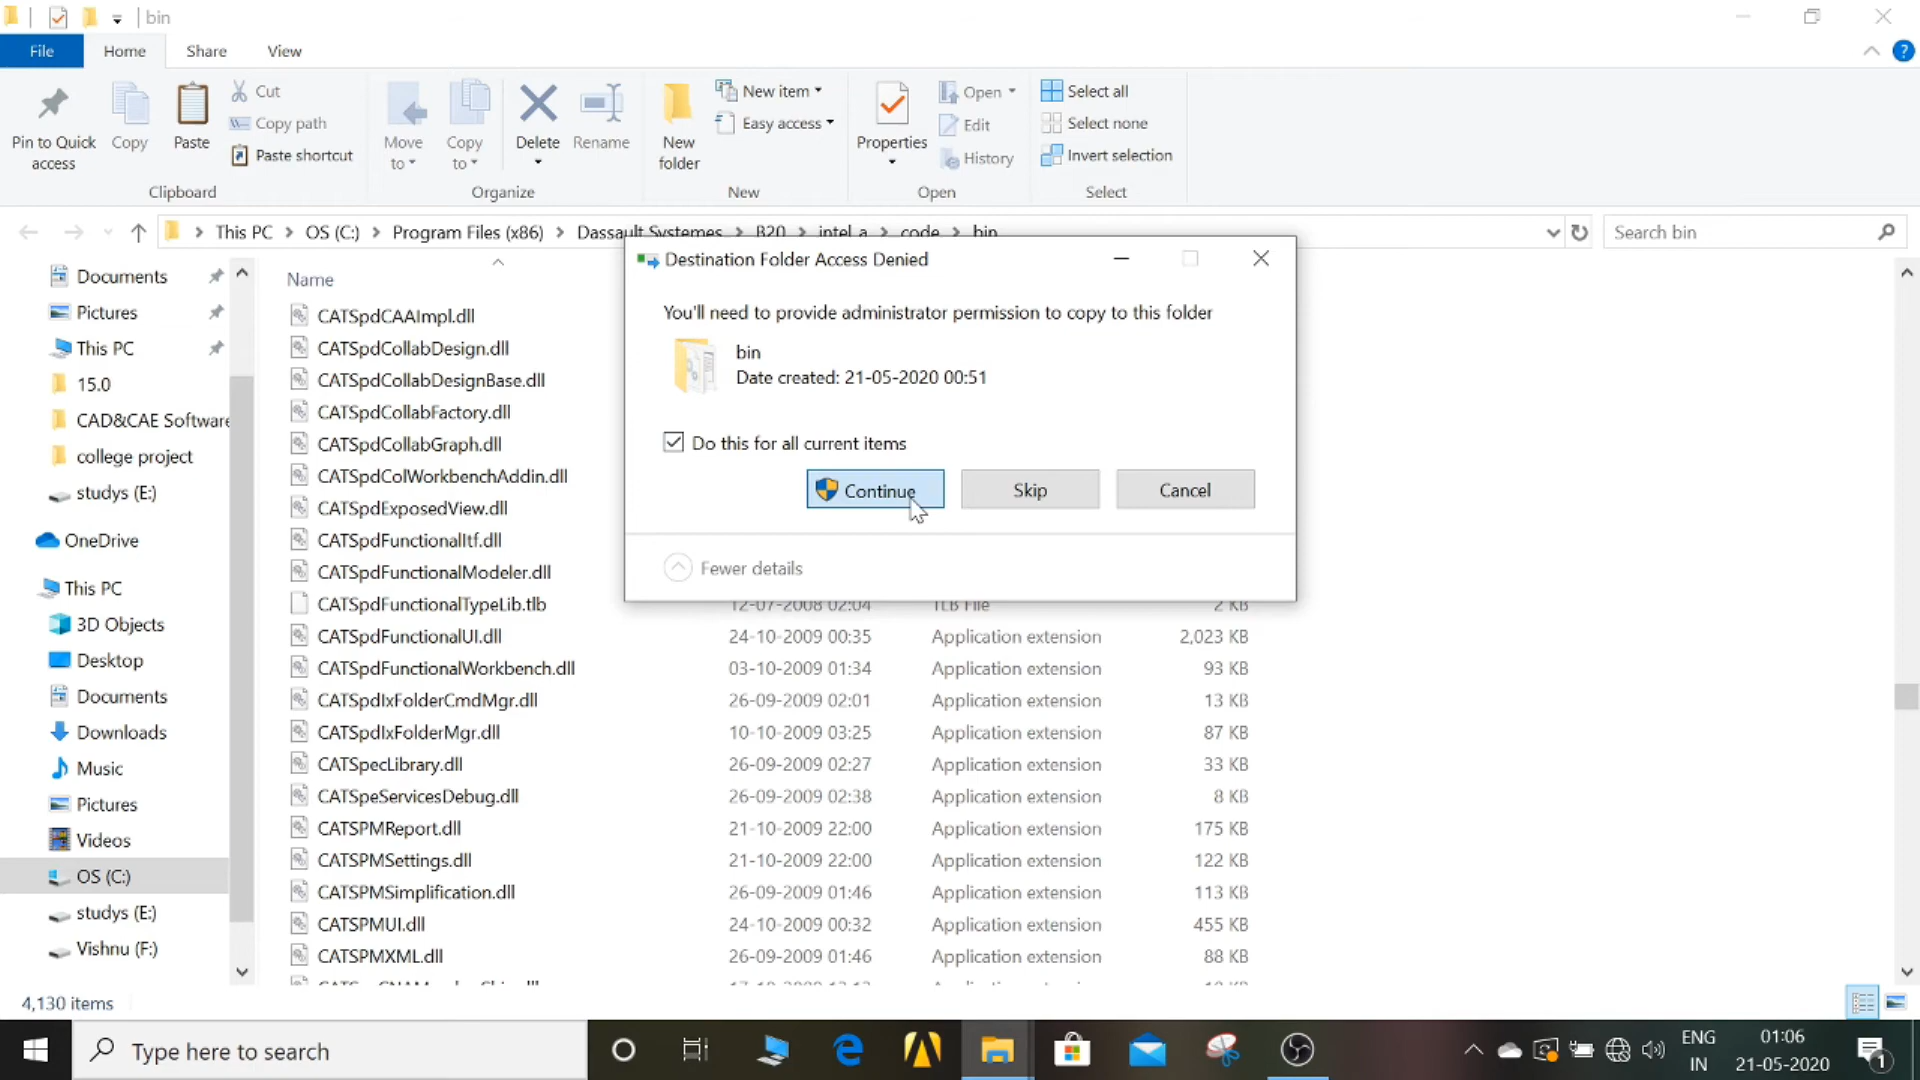 bin
File
Home
Share
View
Pin to Quick access
Copy
Paste
Cut
Copy path
Paste shortcut
Clipboard
Move to
Copy to
Delete
Rename
Organize
New folder
New item
Easy access
New
Properties
Open
Edit
History
Open
Select all
Select none
Invert selection
Select
This PC > OS (C:) > Program Files (x86) > Dassault Systemes > B20 > intel_a > code > bin
Search bin
Documents
Pictures
This PC
15.0
CAD&CAE Software
college project
studys (E:)
OneDrive
This PC
3D Objects
Desktop
Documents
Downloads
Music
Pictures
Videos
OS (C:)
studys (E:)
Vishnu (F:)
Name
CATSpdCAAImpl.dll
CATSpdCollabDesign.dll
CATSpdCollabDesignBase.dll
CATSpdCollabFactory.dll
CATSpdCollabGraph.dll
CATSpdColWorkbenchAddin.dll
CATSpdExposedView.dll
CATSpdFunctionalItf.dll
CATSpdFunctionalModeler.dll
CATSpdFunctionalTypeLib.tlb 12-07-2008 02:04 TLB File 2 KB
CATSpdFunctionalUI.dll 24-10-2009 00:35 Application extension 2,023 KB
CATSpdFunctionalWorkbench.dll 03-10-2009 01:34 Application extension 93 KB
CATSpdIxFolderCmdMgr.dll 26-09-2009 02:01 Application extension 13 KB
CATSpdIxFolderMgr.dll 10-10-2009 03:25 Application extension 87 KB
CATSpecLibrary.dll 26-09-2009 02:27 Application extension 33 KB
CATSpeServicesDebug.dll 26-09-2009 02:38 Application extension 8 KB
CATSPMReport.dll 21-10-2009 22:00 Application extension 175 KB
CATSPMSettings.dll 21-10-2009 22:00 Application extension 122 KB
CATSPMSimplification.dll 26-09-2009 01:46 Application extension 113 KB
CATSPMUI.dll 24-10-2009 00:32 Application extension 455 KB
CATSPMXML.dll 26-09-2009 01:46 Application extension 88 KB
Destination Folder Access Denied
You'll need to provide administrator permission to copy to this folder
bin
Date created: 21-05-2020 00:51
Do this for all current items
Continue
Skip
Cancel
Fewer details
4,130 items
Type here to search
ENG
IN
01:06
21-05-2020
1